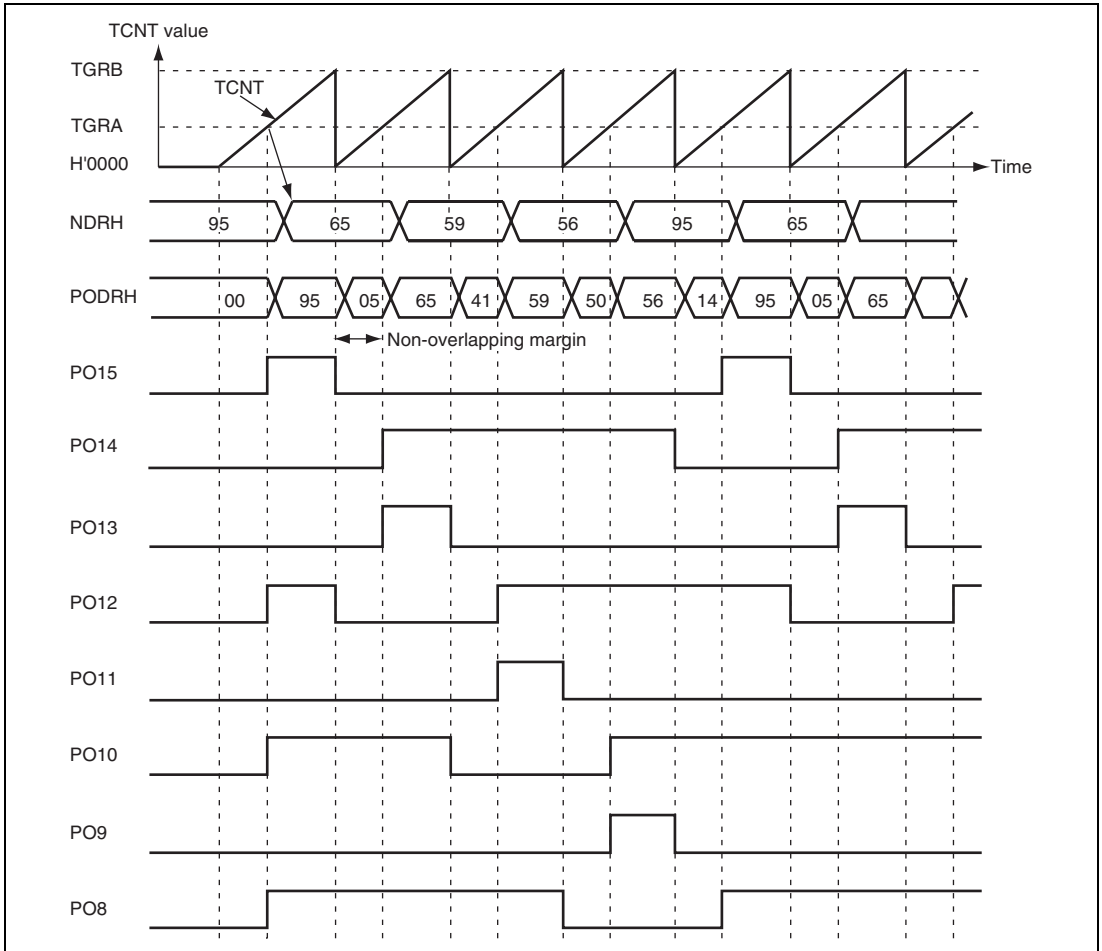 TCNT value
TGRB
TCNT
TGRA
H'0000
Time
NDRH 95 65 59 56 95 65
PODRH 00 95 05 65 41 59 50 56 14 95 05 65
Non-overlapping margin
PO15
PO14
PO13
PO12
PO11
PO10
PO9
PO8